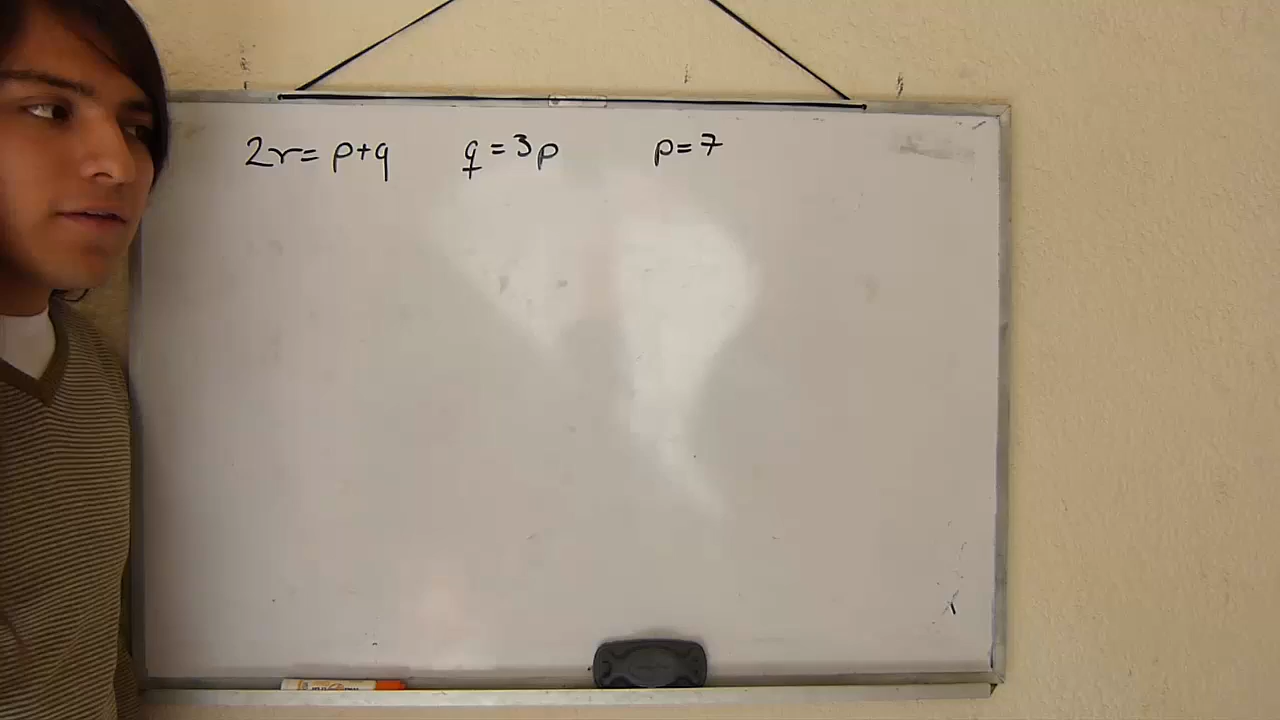 2r = p+q q = 3p p = 7